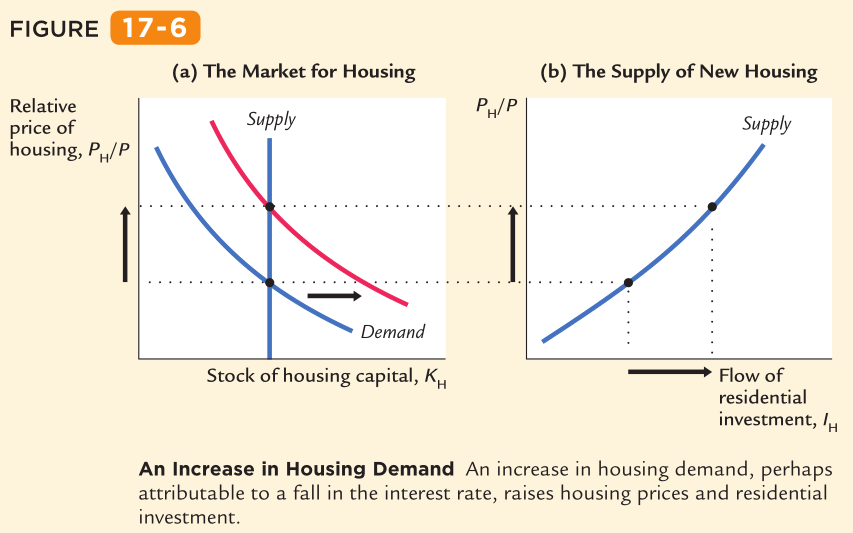 FIGURE 17-6
(a) The Market for Housing
Relative
price of
housing, PH/P
Supply
Demand
Stock of housing capital, KH
(b) The Supply of New Housing
PH/P
Supply
Flow of
residential
investment, IH
An Increase in Housing Demand An increase in housing demand, perhaps
attributable to a fall in the interest rate, raises housing prices and residential
investment.